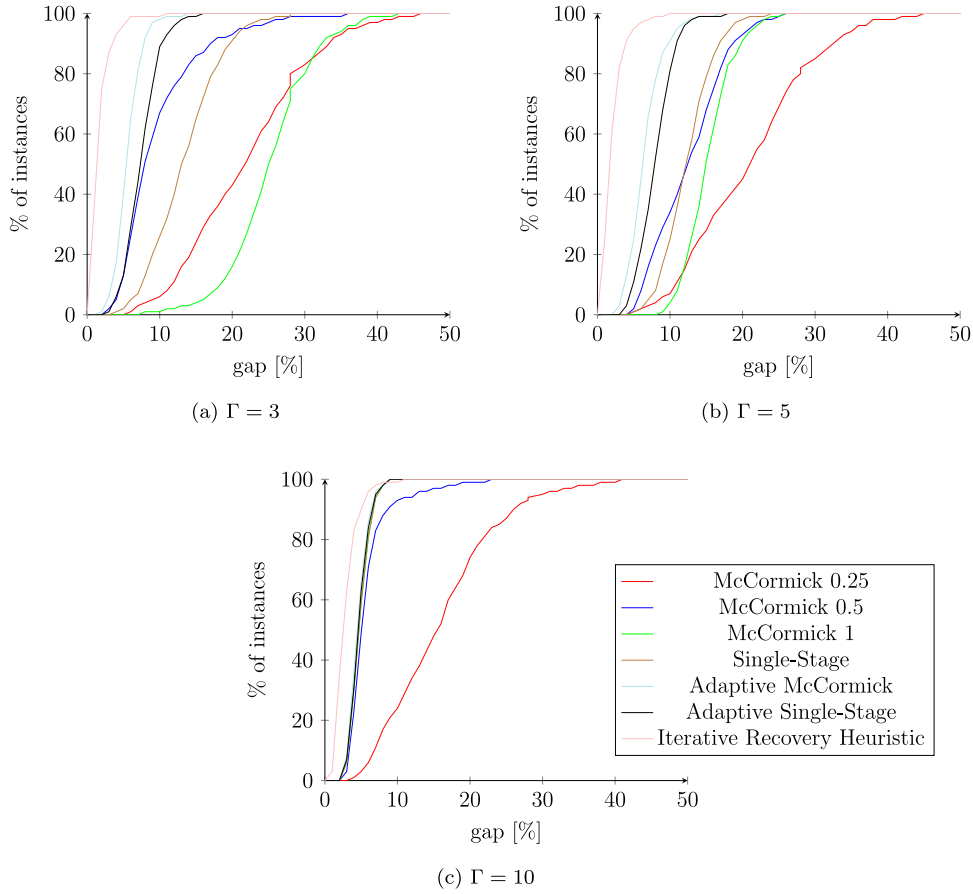 100
80
60
40
20
0
% of instances
0 10 20 30 40 50
gap [%]
(a) Γ = 3
100
80
60
40
20
0
% of instances
0 10 20 30 40 50
gap [%]
(b) Γ = 5
100
80
60
40
20
0
% of instances
0 10 20 30 40 50
gap [%]
(c) Γ = 10
McCormick 0.25
McCormick 0.5
McCormick 1
Single-Stage
Adaptive McCormick
Adaptive Single-Stage
Iterative Recovery Heuristic